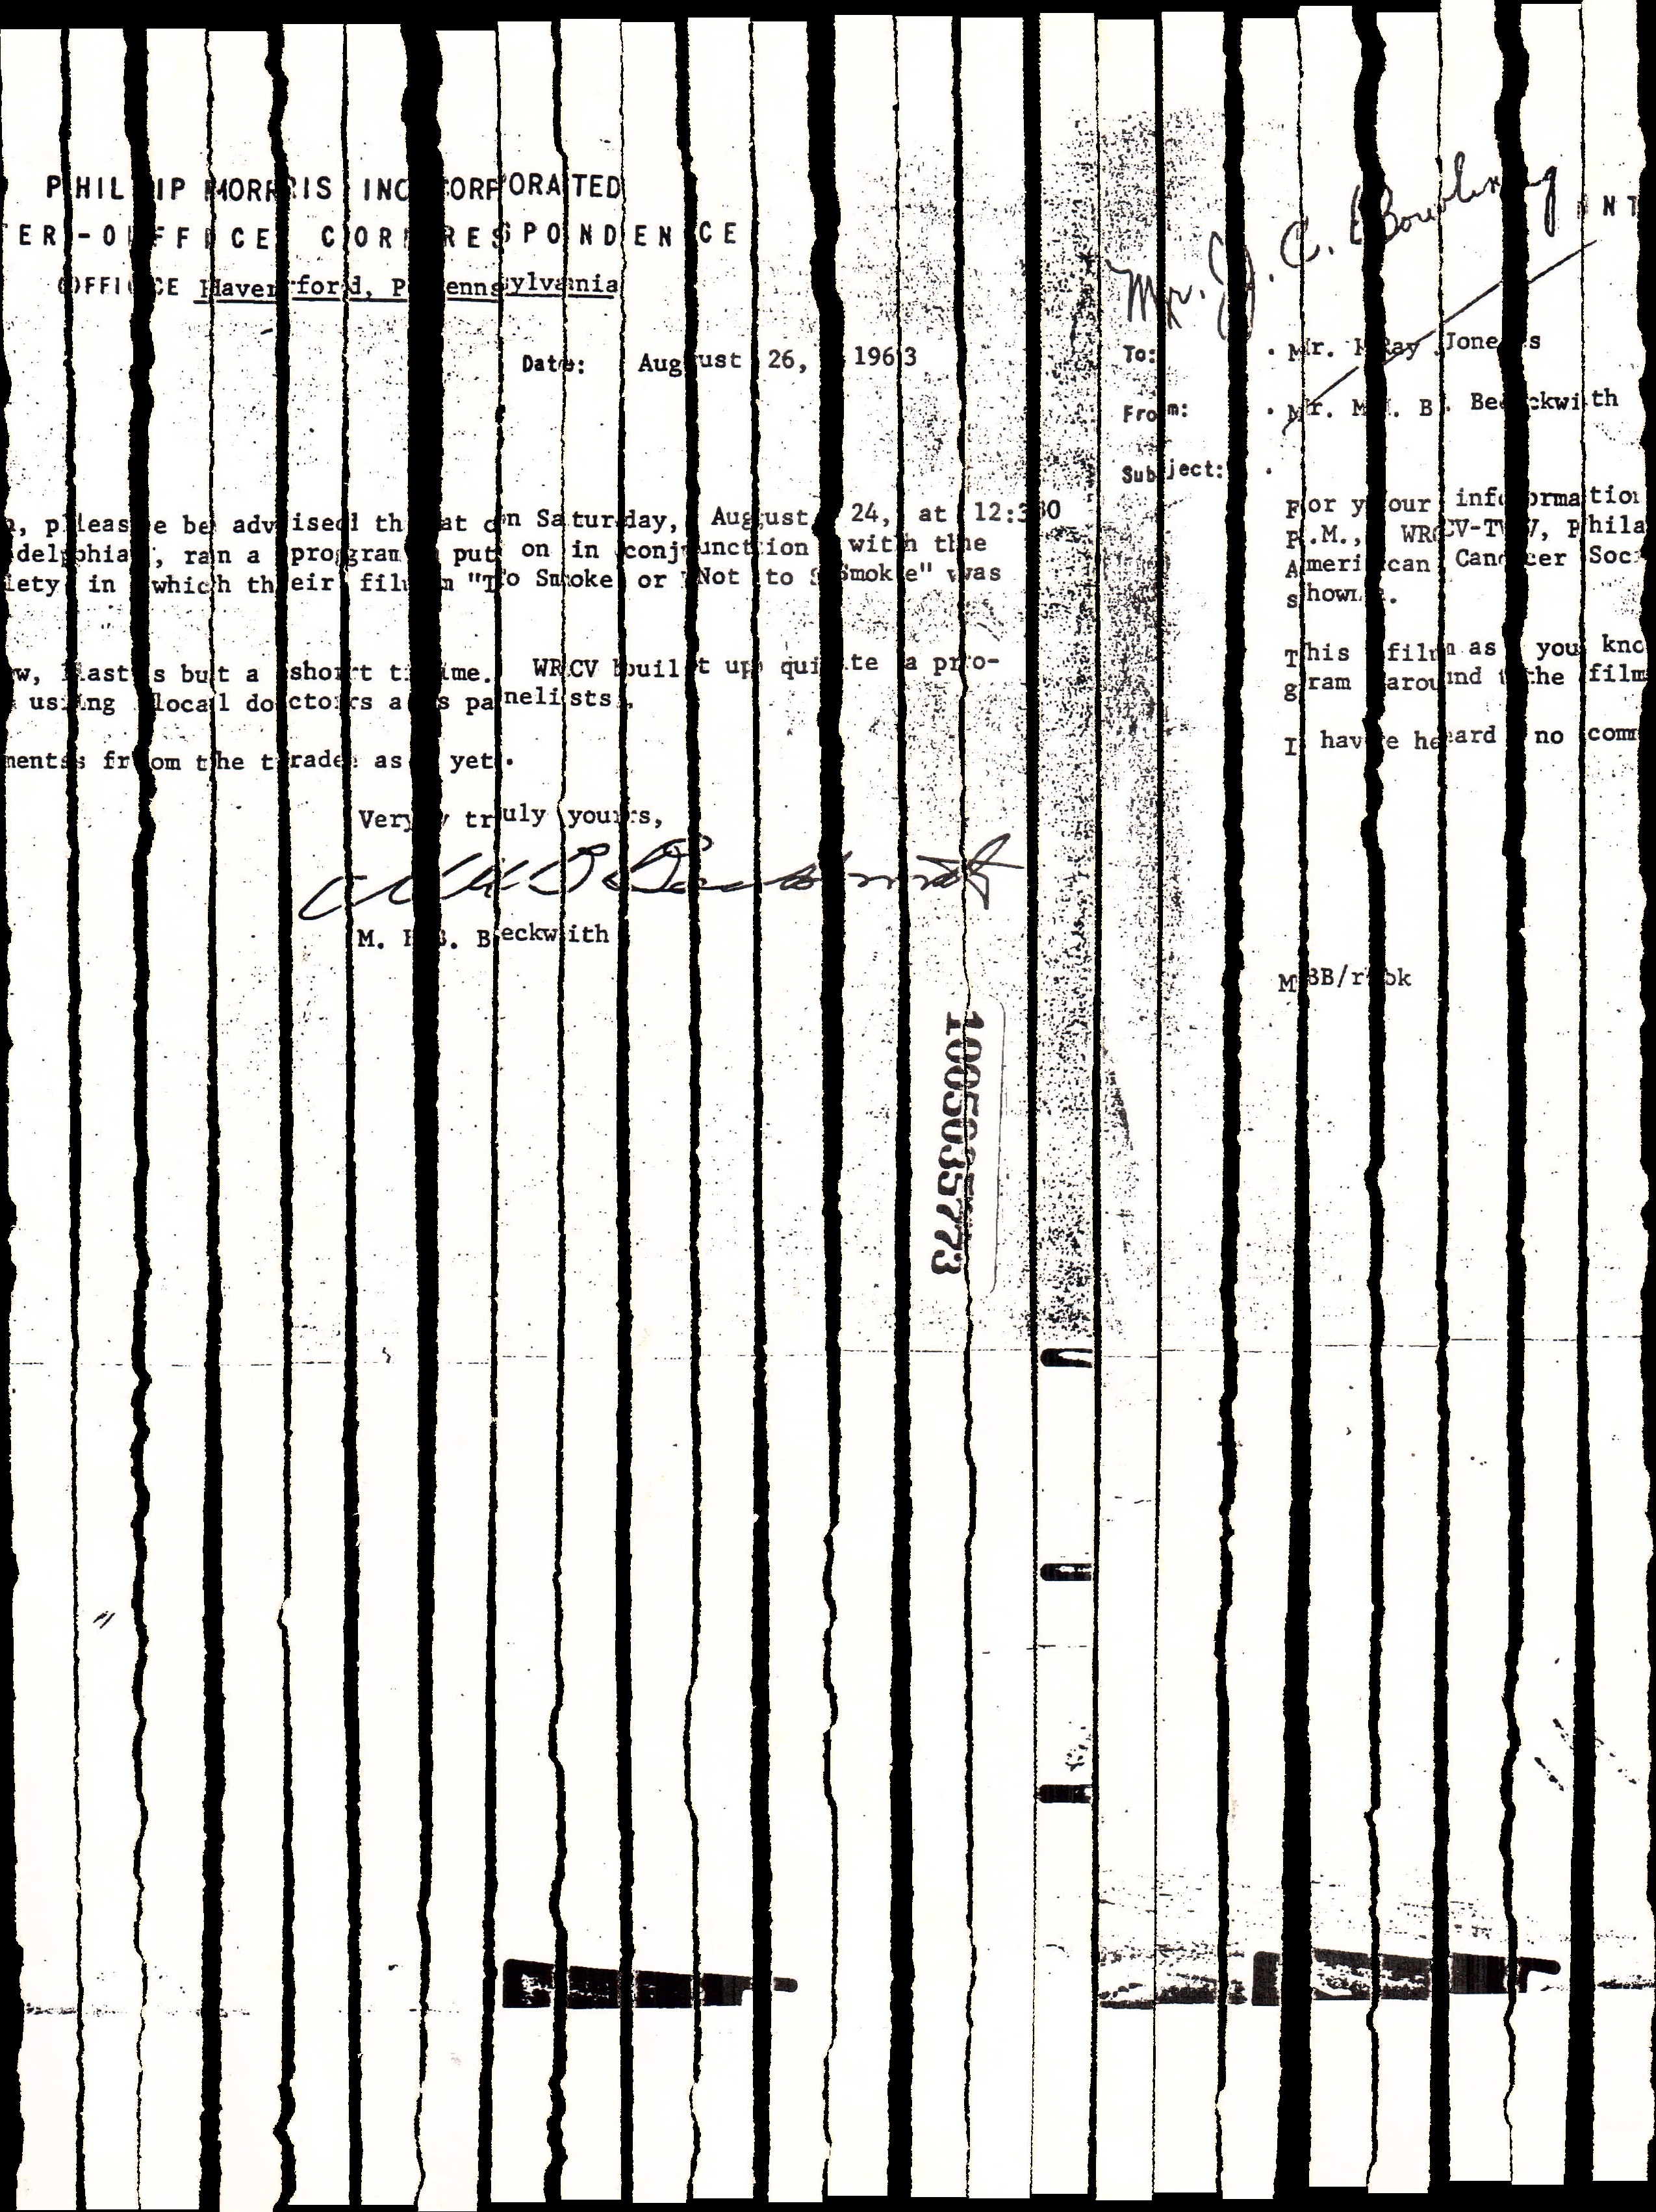 PHILIP MORRIS INCORPORATED
Mr. J. C. Bowling
INTER-OFFICE CORRESPONDENCE
OFFICE Haverford, Pennsylvania
To: Mr. Ray Jones Date: August 26, 1963
From: Mr. M. B. Beckwith
Subject:
For your information, please be advised that on Saturday, August 24, at 12:30
P.M., WRCV-TV, Philadelphia, ran a program put on in conjunction with the
American Cancer Society in which their film "To Smoke or Not to Smoke" was
shown.
This film as you know, lasts but a short time. WRCV built up quite a pro-
gram around the film using local doctors as panelists.
I have heard no comments from the trade as yet.
Very truly yours,
M. B. Beckwith
M. B. Beckwith
MBB/rbk
1005035773